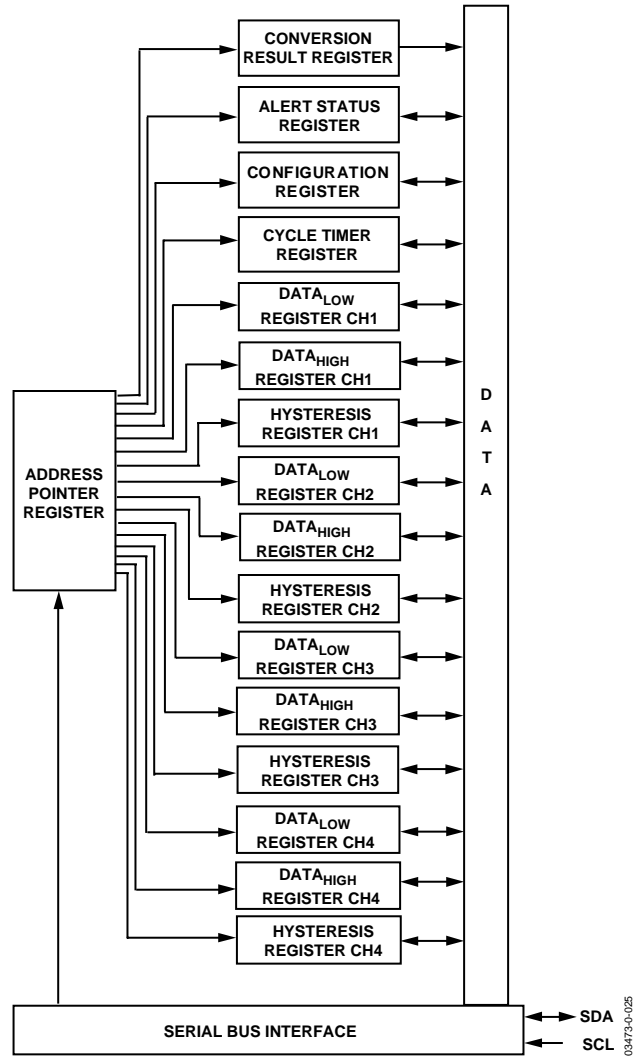 CONVERSION
RESULT REGISTER
ALERT STATUS
REGISTER
CONFIGURATION
REGISTER
CYCLE TIMER
REGISTER
DATALOW
REGISTER CH1
DATAHIGH
REGISTER CH1
HYSTERESIS
REGISTER CH1
DATALOW
REGISTER CH2
DATAHIGH
REGISTER CH2
HYSTERESIS
REGISTER CH2
DATALOW
REGISTER CH3
DATAHIGH
REGISTER CH3
HYSTERESIS
REGISTER CH3
DATALOW
REGISTER CH4
DATAHIGH
REGISTER CH4
HYSTERESIS
REGISTER CH4
ADDRESS
POINTER
REGISTER
D
A
T
A
SERIAL BUS INTERFACE
SDA
SCL
03473-0-025